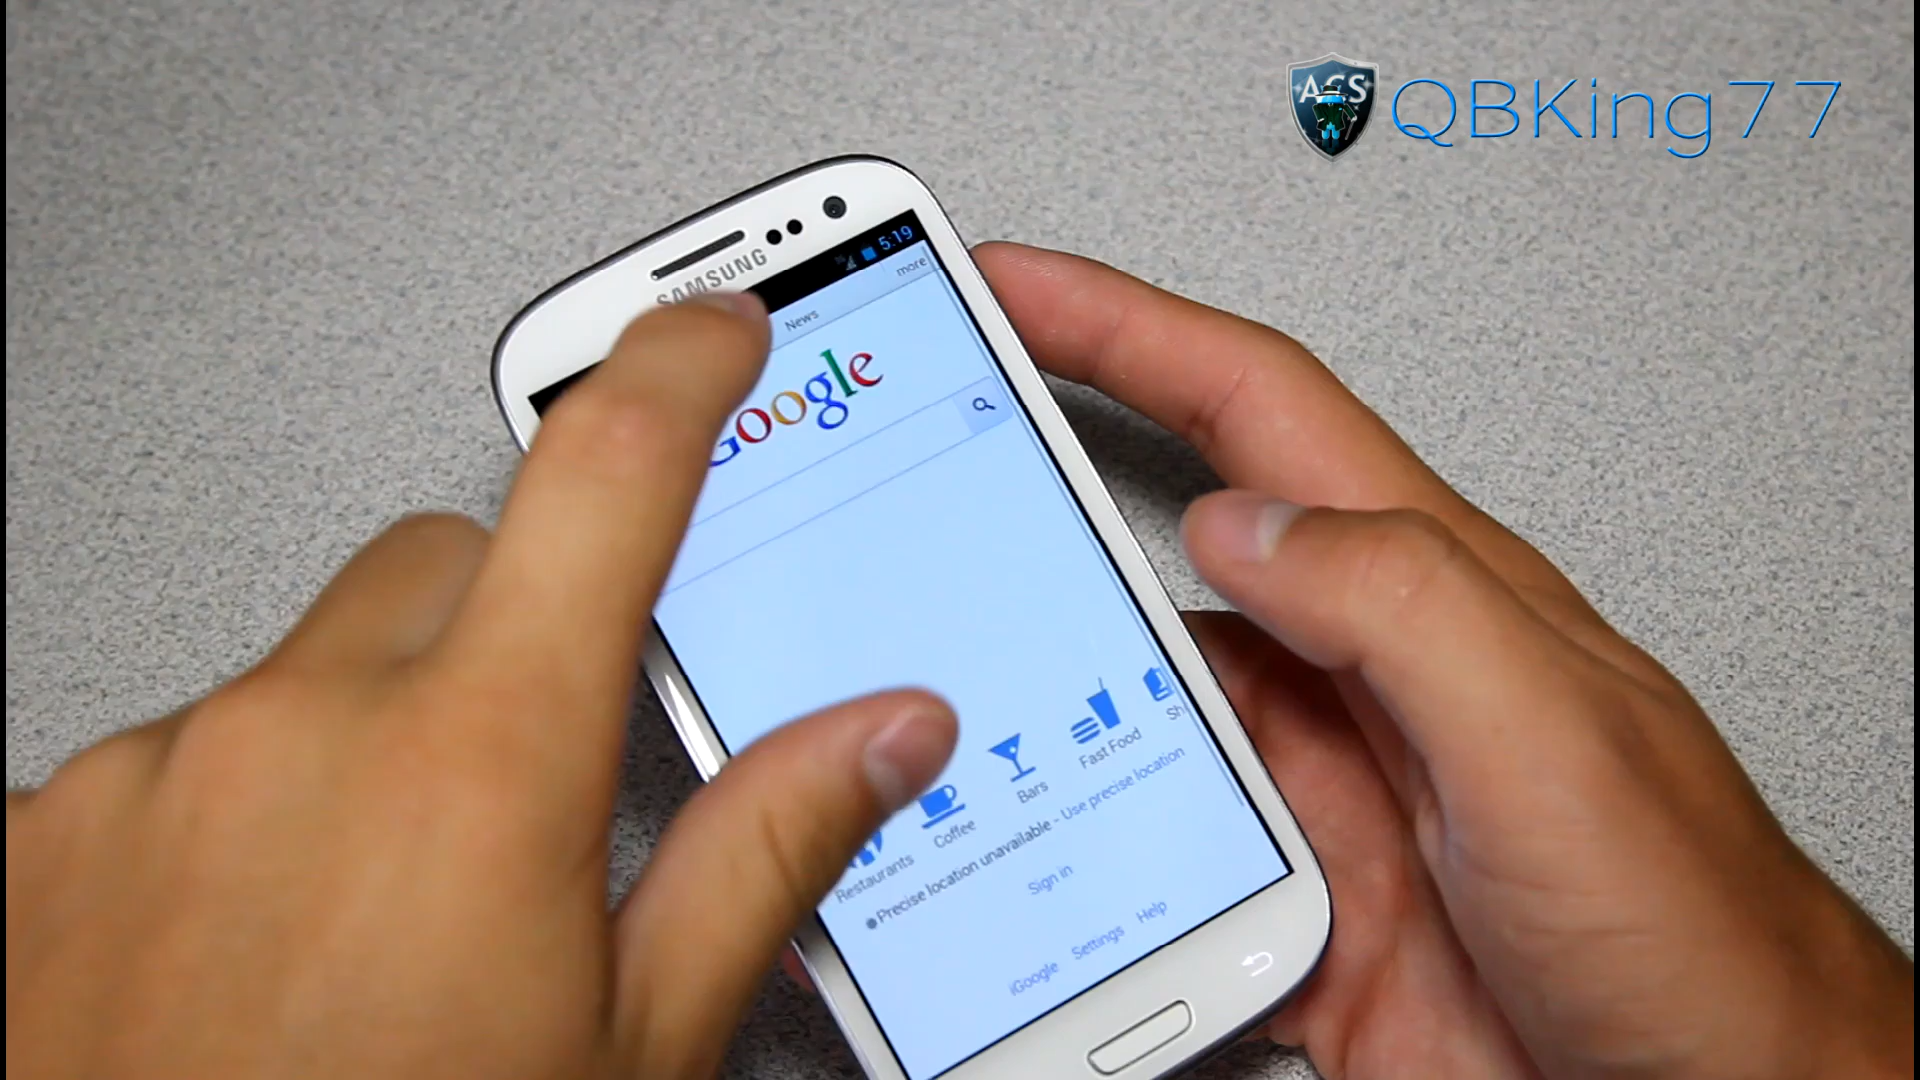 ACS QBKing77
SAMSUNG
5:19
News more
Google
Restaurants Coffee Bars Fast Food
Precise location unavailable - Use precise location
Sign in
iGoogle Settings Help